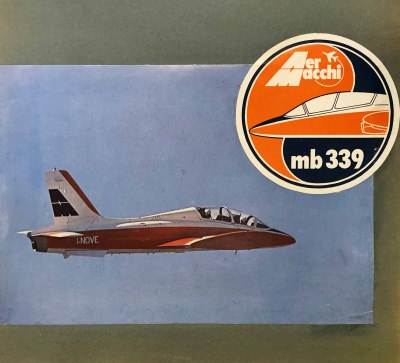 Aer
Macchi
mb 339
I-NOVE